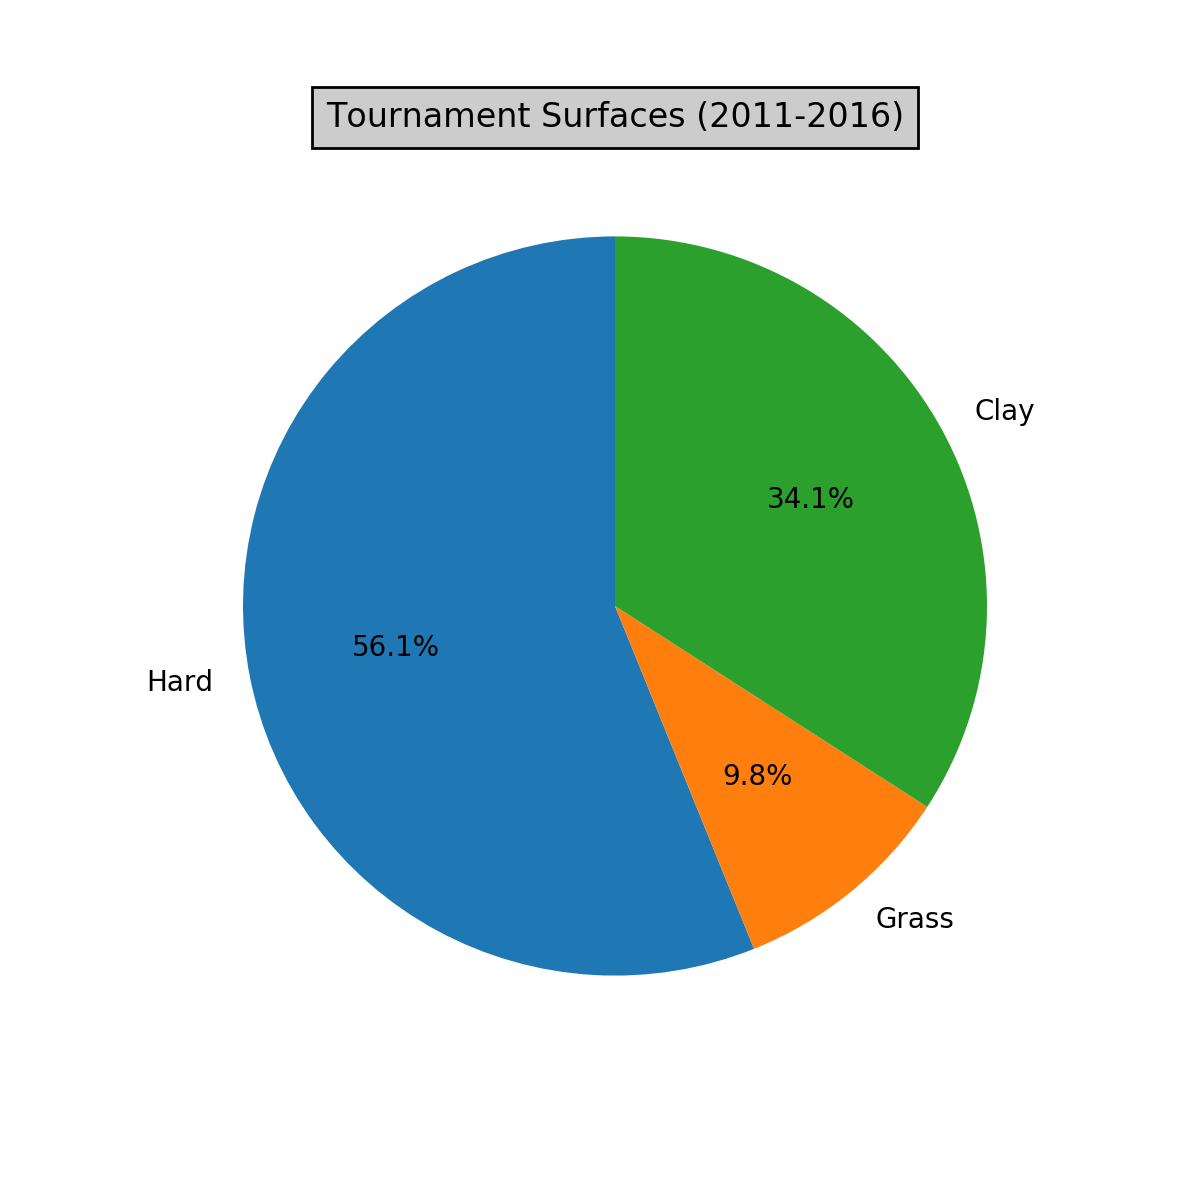 Tournament Surfaces (2011-2016)
Clay
34.1%
56.1%
Hard
9.8%
Grass